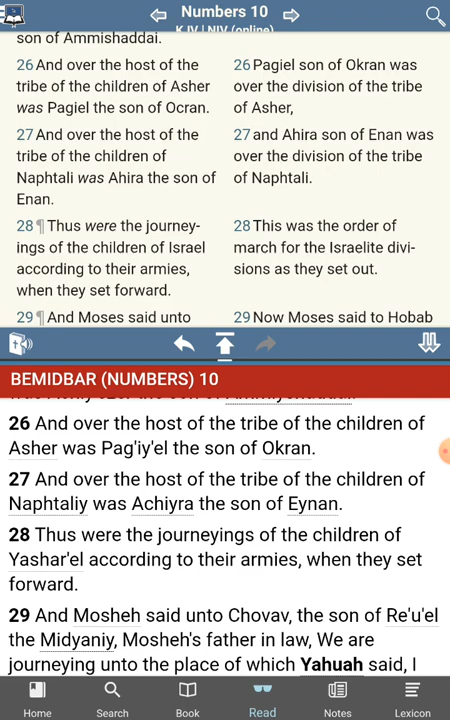 Numbers 10
KJV | NIV (online)
son of Ammishaddai.
26 And over the host of the
tribe of the children of Asher
was Pagiel the son of Ocran.
27 And over the host of the
tribe of the children of
Naphtali was Ahira the son of
Enan.
28 ¶ Thus were the journey-
ings of the children of Israel
according to their armies,
when they set forward.
29 ¶ And Moses said unto
26 Pagiel son of Okran was
over the division of the tribe
of Asher,
27 and Ahira son of Enan was
over the division of the tribe
of Naphtali.
28 This was the order of
march for the Israelite divi-
sions as they set out.
29 Now Moses said to Hobab
BEMIDBAR (NUMBERS) 10
26 And over the host of the tribe of the children of
Asher was Pag'iy'el the son of Okran.
27 And over the host of the tribe of the children of
Naphtaliy was Achiyra the son of Eynan.
28 Thus were the journeyings of the children of
Yashar'el according to their armies, when they set
forward.
29 And Mosheh said unto Chovav, the son of Re'u'el
the Midyaniy, Mosheh's father in law, We are
journeying unto the place of which Yahuah said, I
Home
Search
Book
Read
Notes
Lexicon